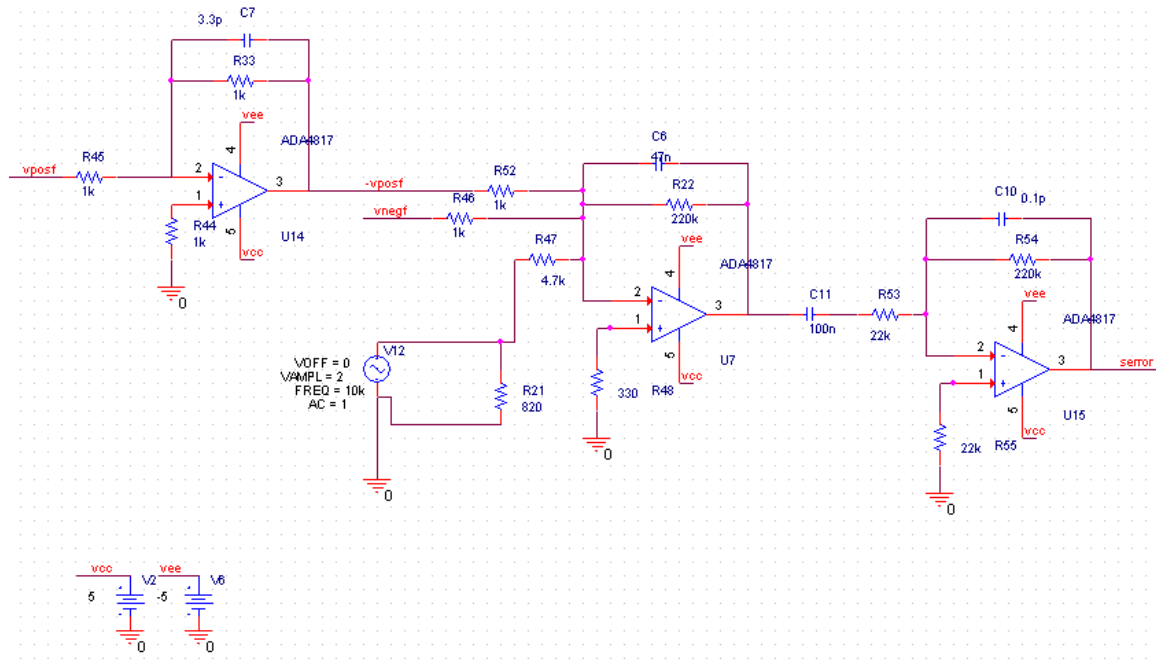 C7
3.3p
R33
1k
vee
ADA4817
4
vposf
R45
1k
2
-
3
1
+
R44
1k
5
U14
vcc
0
-vposf
R52
1k
vnegf
R46
1k
C6
47n
R22
220k
vee
R47
4.7k
ADA4817
4
2
-
3
1
+
U7
5
vcc
330
R48
0
V12
VOFF = 0
VAMPL = 2
FREQ = 10k
AC = 1
R21
820
0
C11
100n
R53
22k
C10
0.1p
R54
220k
vee
ADA4817
4
2
-
3
serror
1
+
U15
5
vcc
22k
R55
0
vcc
V2
5
0
vee
V6
-5
0